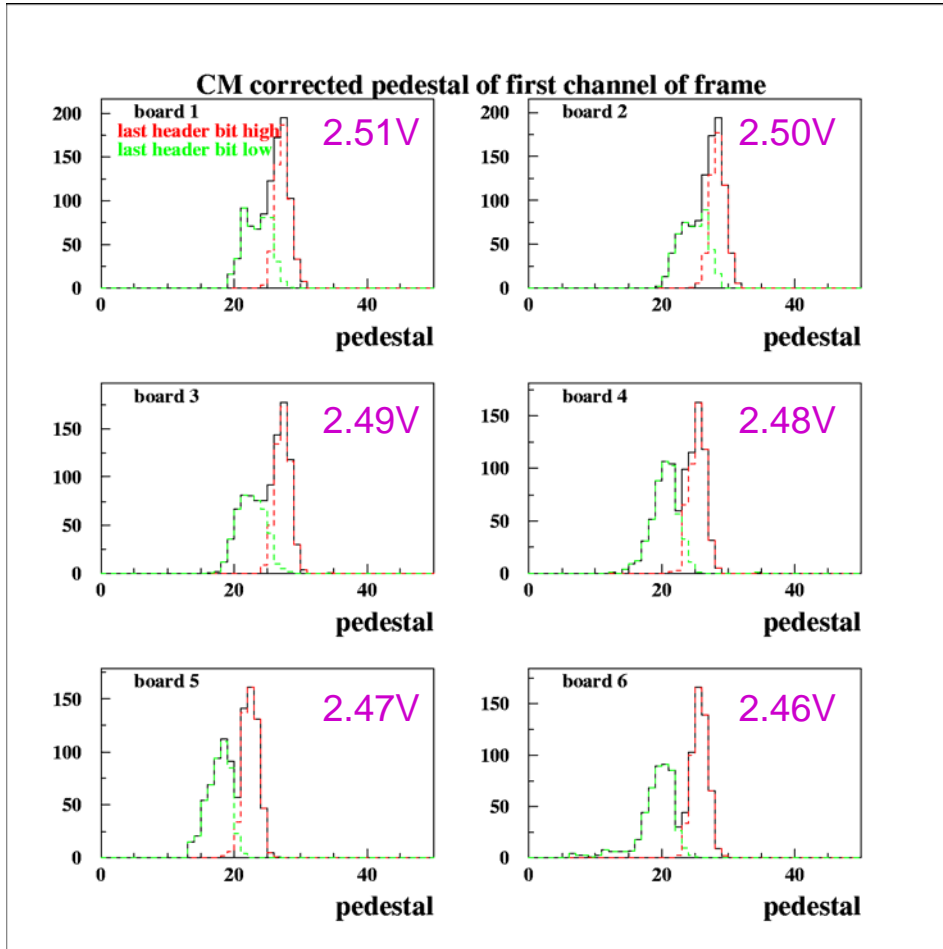 CM corrected pedestal of first channel of frame
board 1
last header bit high
last header bit low
2.51V
200
150
100
50
0
0 20 40
pedestal
board 2
2.50V
200
150
100
50
0
0 20 40
pedestal
board 3
2.49V
150
100
50
0
0 20 40
pedestal
board 4
2.48V
150
100
50
0
0 20 40
pedestal
board 5
2.47V
150
100
50
0
0 20 40
pedestal
board 6
2.46V
150
100
50
0
0 20 40
pedestal